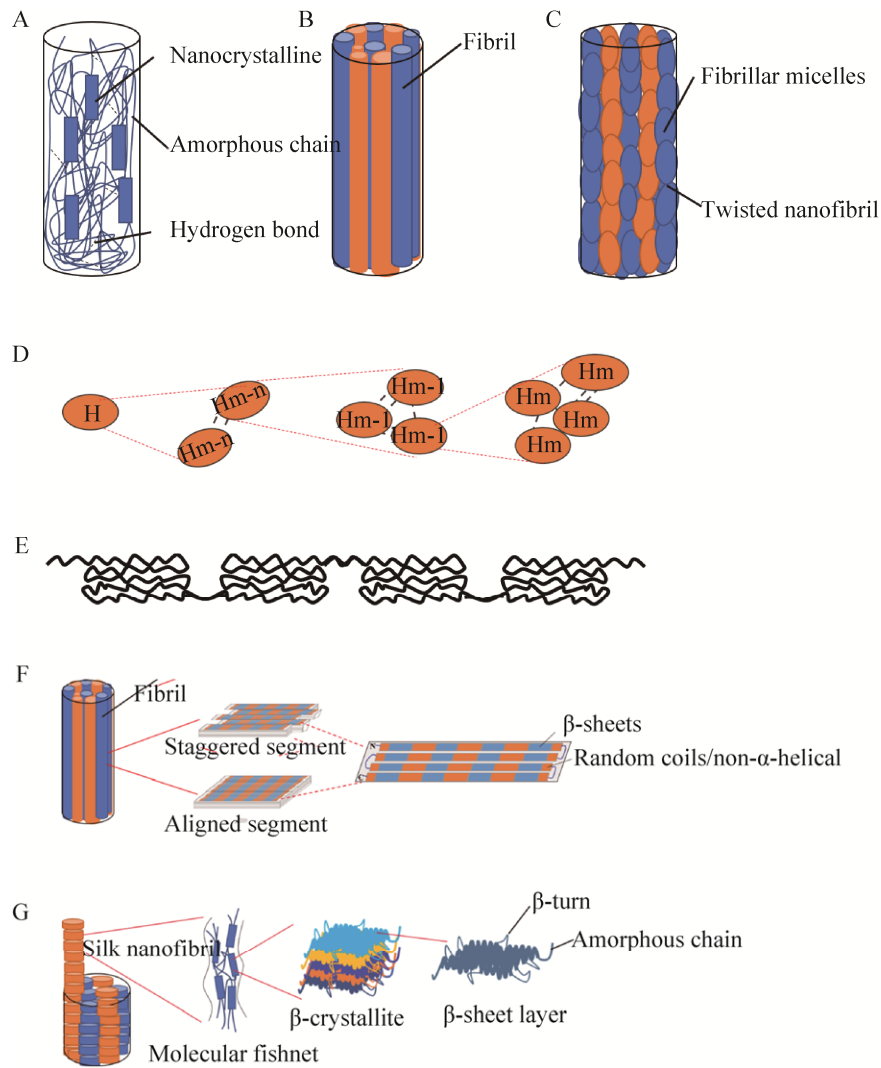 A
Nanocrystalline
Amorphous chain
Hydrogen bond
B
Fibril
C
Fibrillar micelles
Twisted nanofibril
D
H
Hm-n
Hm-n
Hm-1
Hm-1
Hm-1
Hm
Hm
Hm
Hm
E
F
Fibril
Staggered segment
Aligned segment
N
C
β-sheets
Random coils/non-α-helical
G
Silk nanofibril
Molecular fishnet
β-crystallite
β-turn
Amorphous chain
β-sheet layer